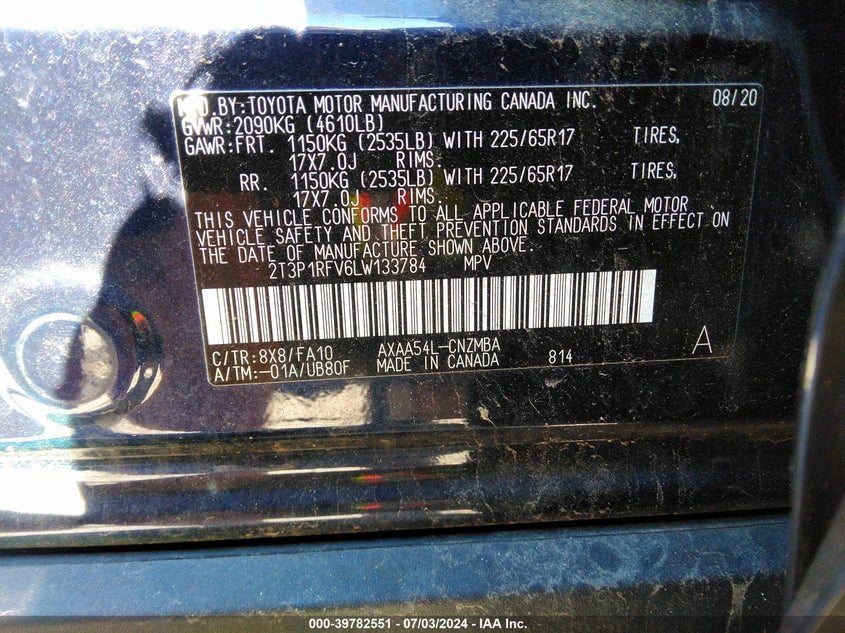 MFD.BY:TOYOTA MOTOR MANUFACTURING CANADA INC. 08/20
GVWR:2090KG (4610LB)
GAWR:FRT. 1150KG (2535LB) WITH 225/65R17 TIRES,
17X7.0J RIMS.
RR. 1150KG (2535LB) WITH 225/65R17 TIRES,
17X7.0J RIMS.
THIS VEHICLE CONFORMS TO ALL APPLICABLE FEDERAL MOTOR
VEHICLE SAFETY AND THEFT PREVENTION STANDARDS IN EFFECT ON
THE DATE OF MANUFACTURE SHOWN ABOVE.
2T3P1RFV6LW133784 MPV
C/TR:8X8/FA10 AXAA54L-CNZMBA A
A/TM:-01A/UB80F MADE IN CANADA 814
000-39782551 - 07/03/2024 - IAA Inc.